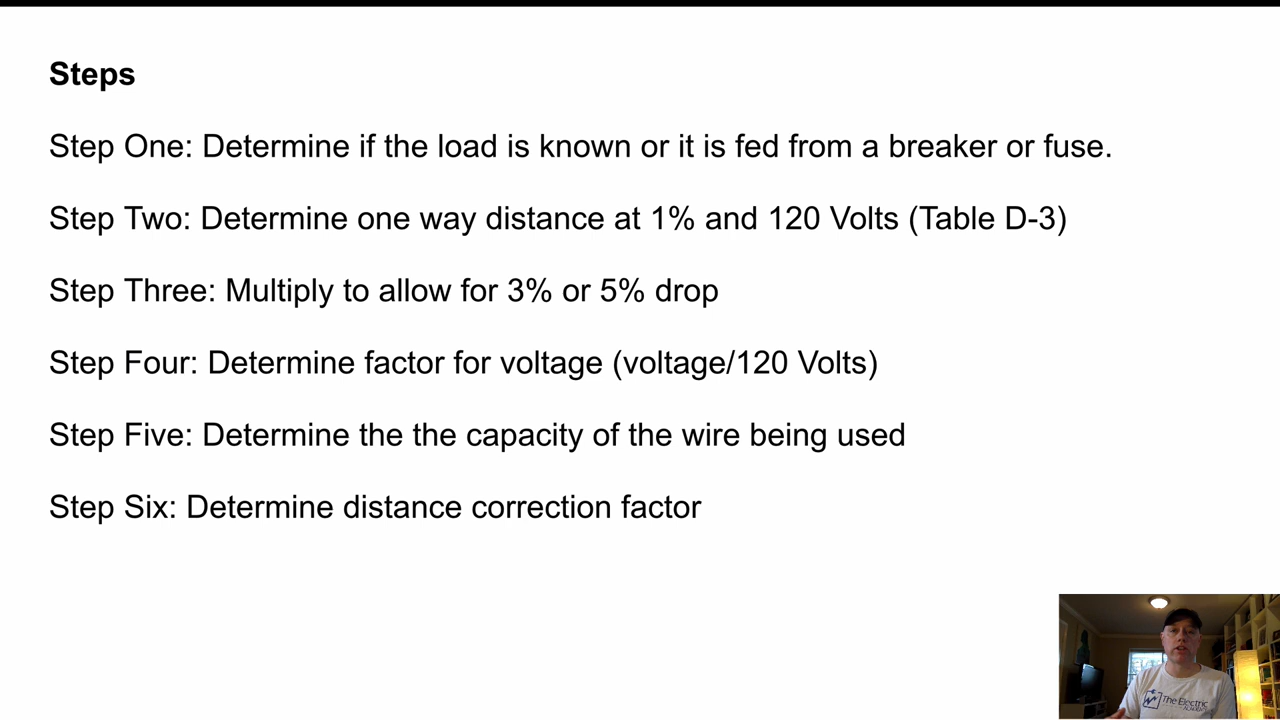 Steps
Step One: Determine if the load is known or it is fed from a breaker or fuse.
Step Two: Determine one way distance at 1% and 120 Volts (Table D-3)
Step Three: Multiply to allow for 3% or 5% drop
Step Four: Determine factor for voltage (voltage/120 Volts)
Step Five: Determine the the capacity of the wire being used
Step Six: Determine distance correction factor
The Electric